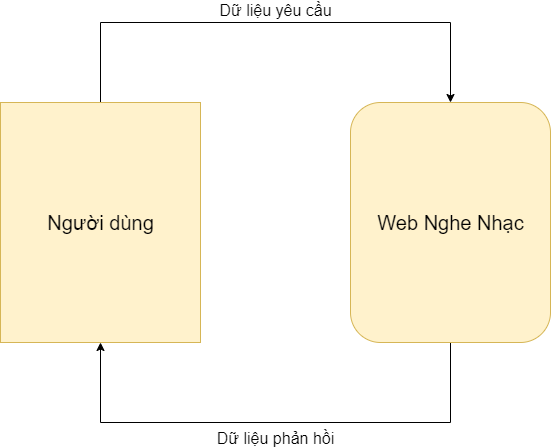 Dữ liệu yêu cầu
Người dùng
Web Nghe Nhạc
Dữ liệu phản hồi